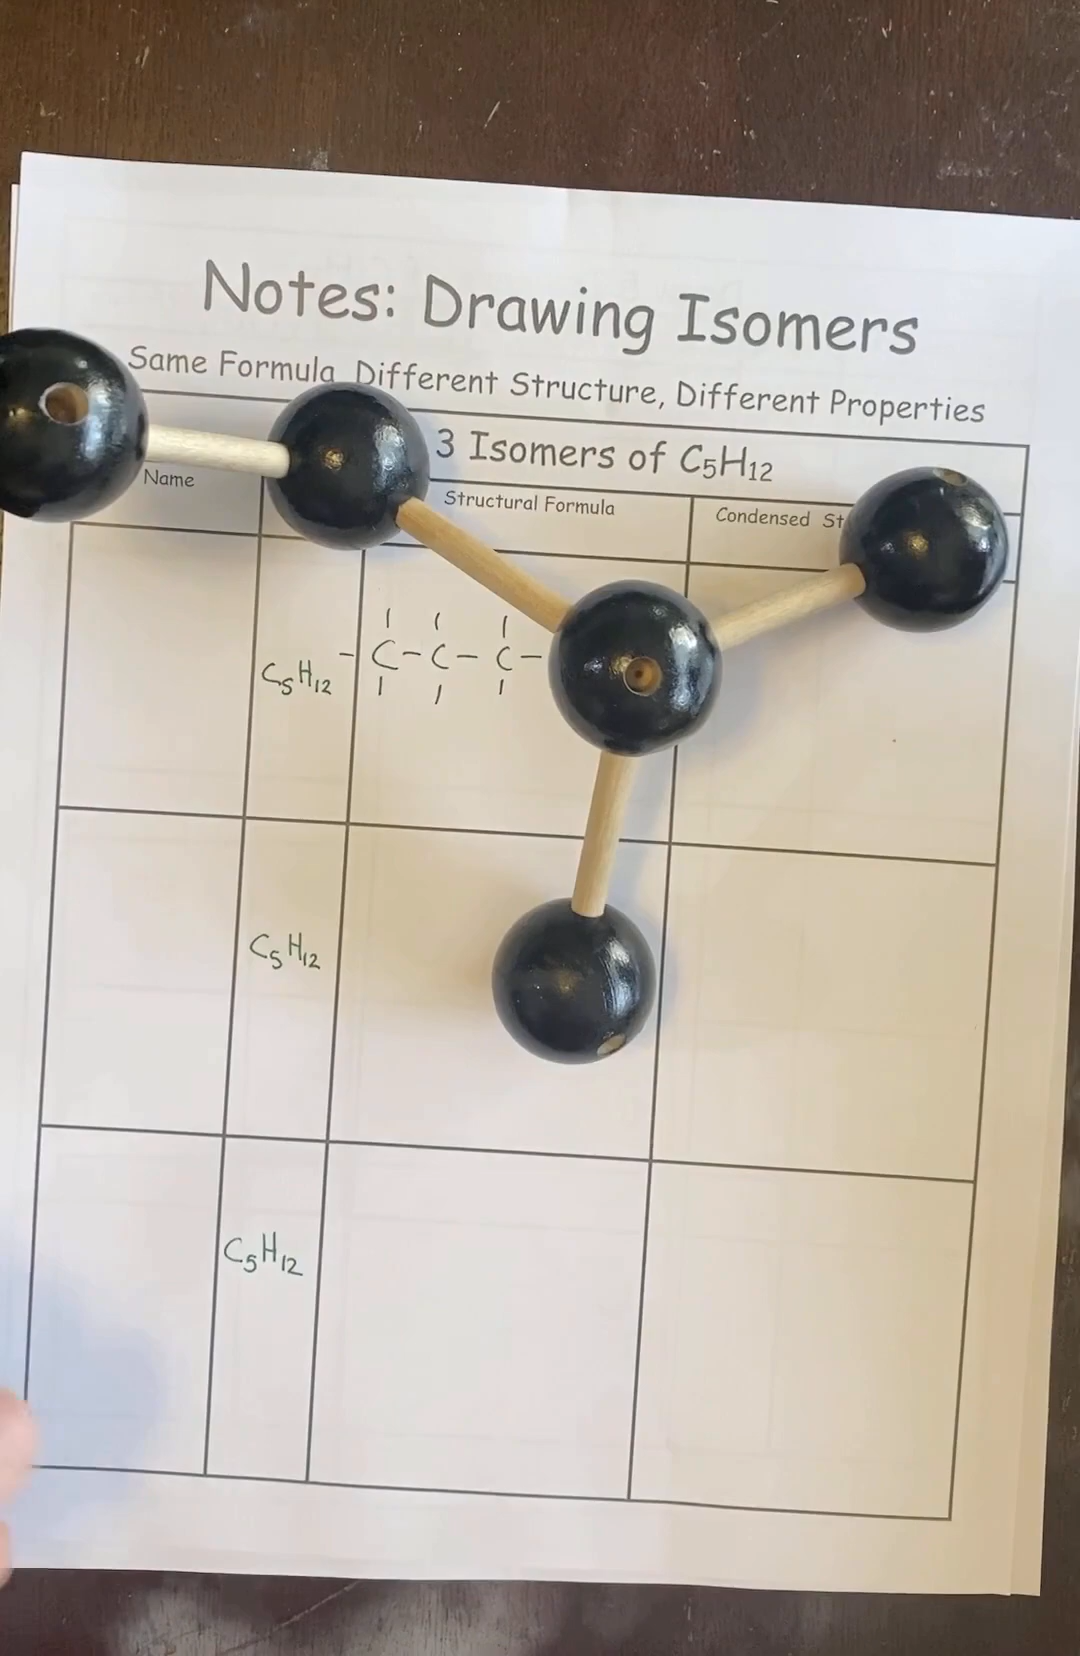 Notes: Drawing Isomers
Same Formula, Different Structure, Different Properties
3 Isomers of C₅H₁₂
Name
Structural Formula
Condensed St
C₅H₁₂
-C-C-C-
C₅H₁₂
C₅H₁₂